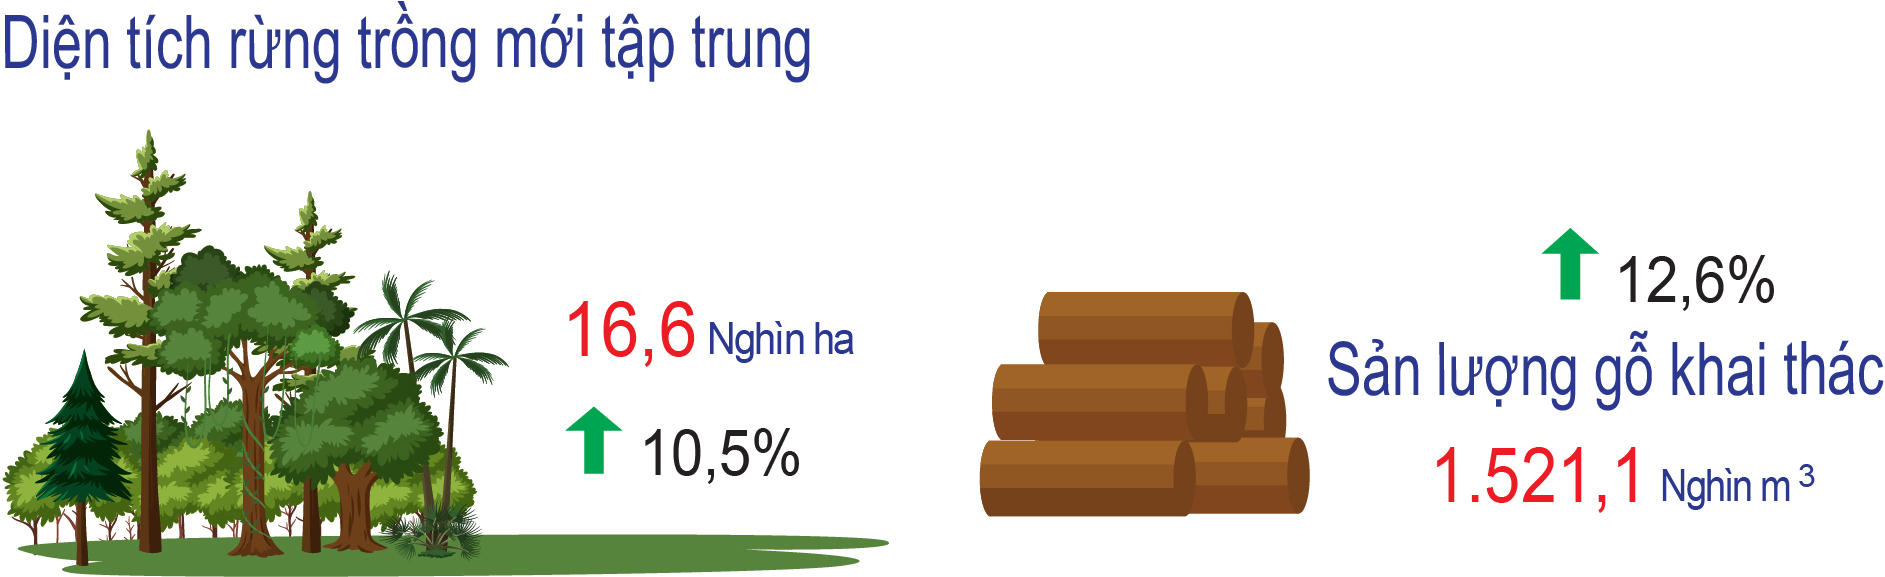 Diện tích rừng trồng mới tập trung
16,6 Nghìn ha
10,5%
12,6%
Sản lượng gỗ khai thác
1.521,1 Nghìn m³